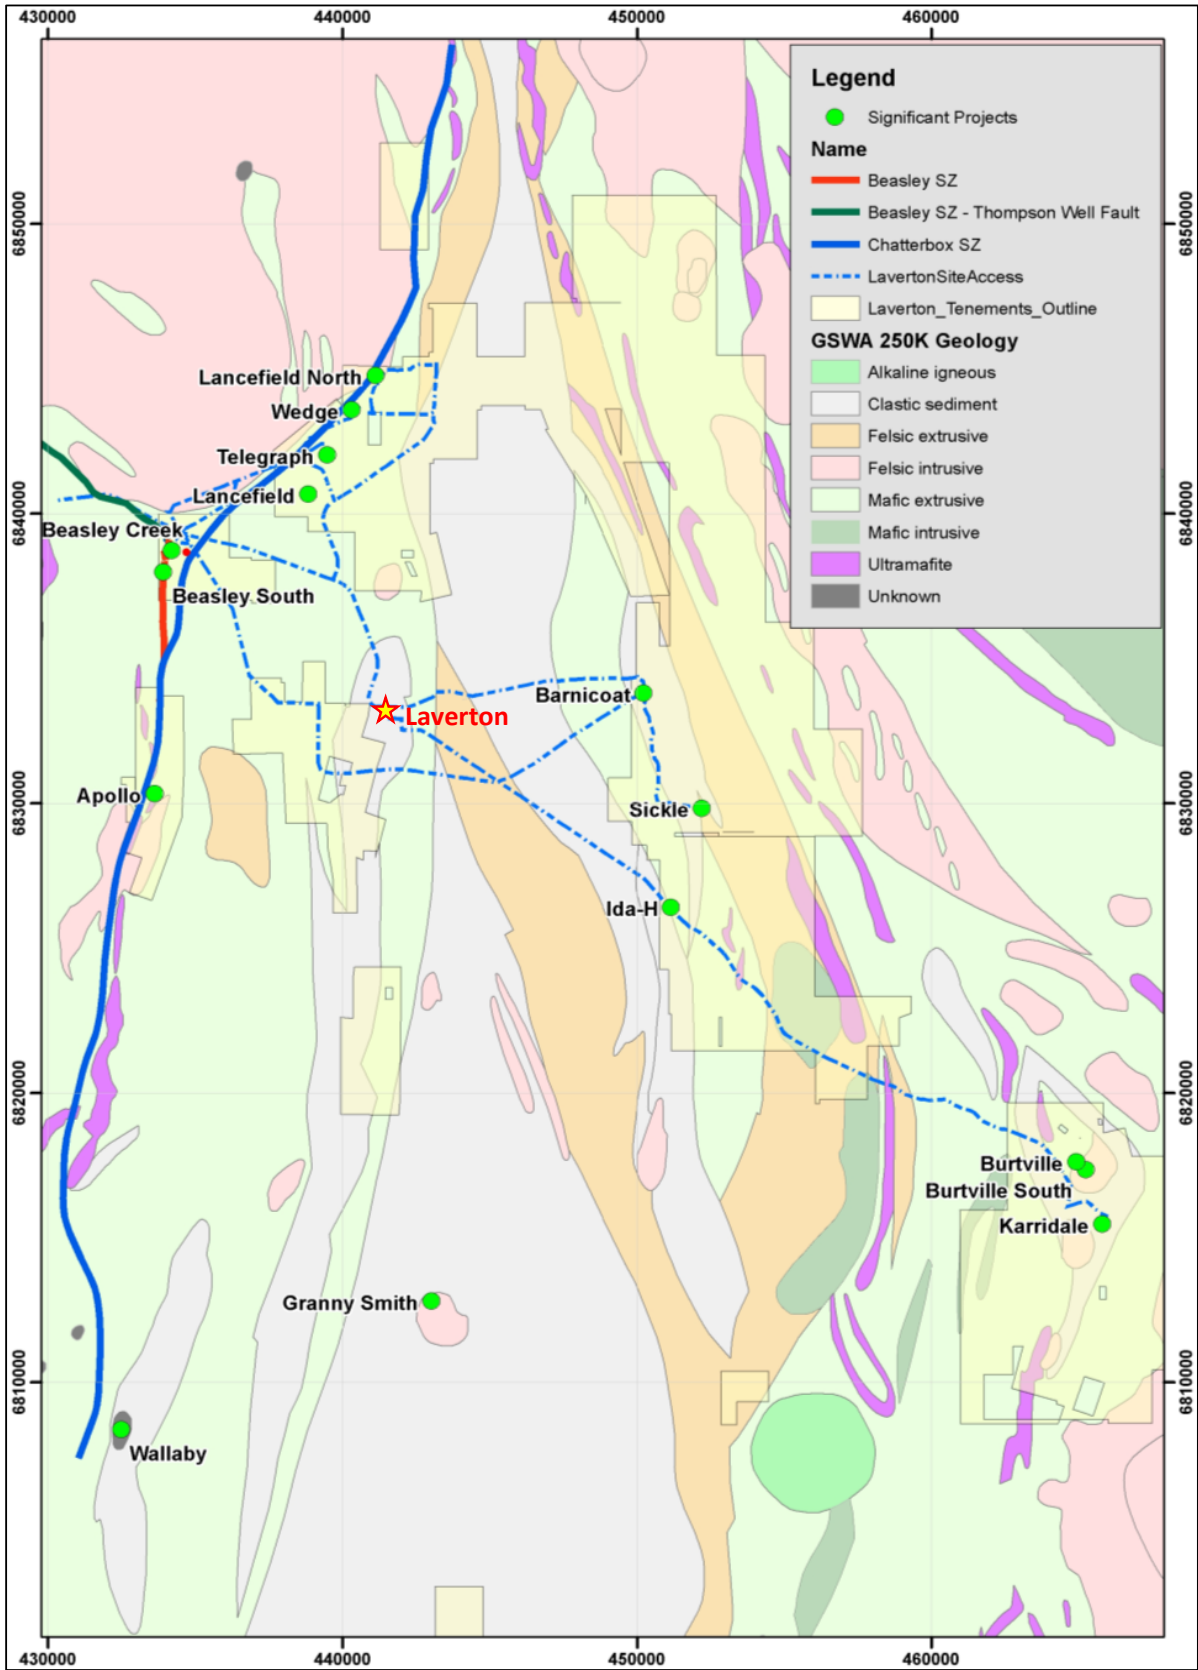 430000
440000
450000
460000
Legend
Significant Projects
Name
Beasley SZ
Beasley SZ - Thompson Well Fault
Chatterbox SZ
LavertonSiteAccess
Laverton_Tenements_Outline
GSWA 250K Geology
Alkaline igneous
Clastic sediment
Felsic extrusive
Felsic intrusive
Mafic extrusive
Mafic intrusive
Ultramafite
Unknown
6850000
6850000
Lancefield North
Wedge
Telegraph
Lancefield
6840000
6840000
Beasley Creek
Beasley South
Barnicoat
Laverton
Apollo
6830000
6830000
Sickle
Ida-H
6820000
6820000
Burtville
Burtville South
Karridale
Granny Smith
6810000
6810000
Wallaby
430000
440000
450000
460000